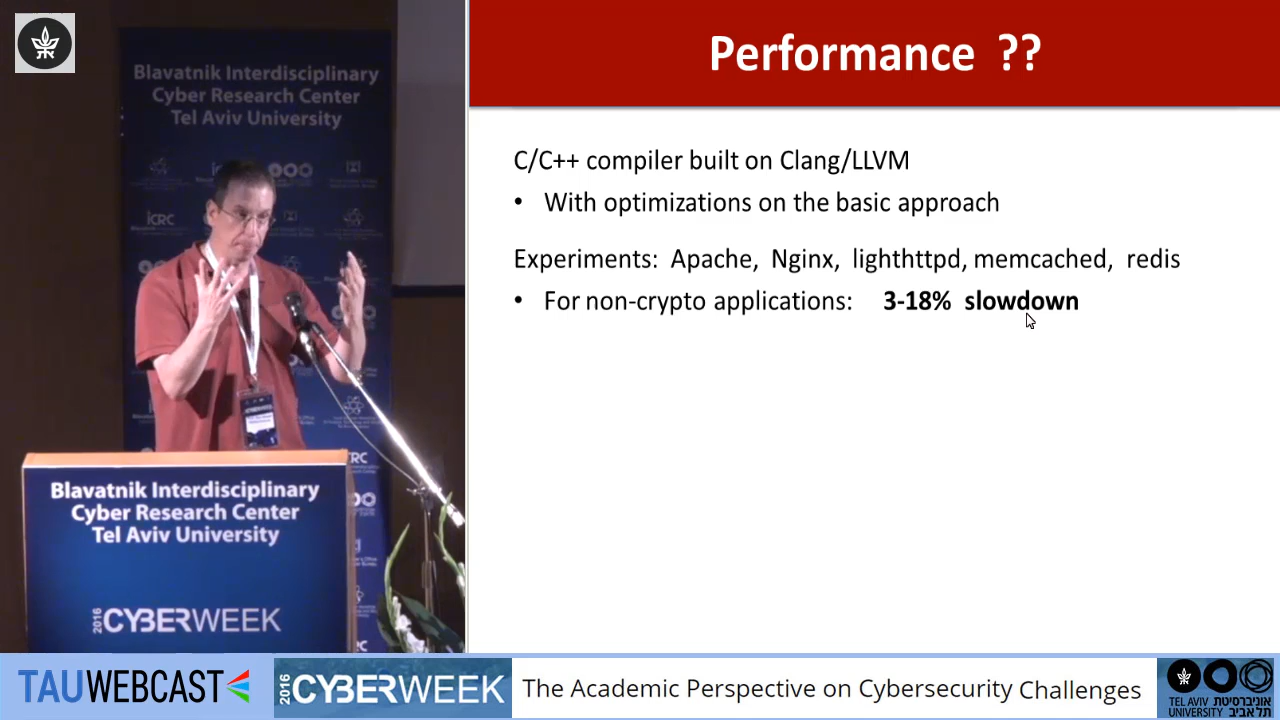 Blavatnik Interdisciplinary
Cyber Research Center
Tel Aviv University
Performance ??
C/C++ compiler built on Clang/LLVM
• With optimizations on the basic approach
Experiments: Apache, Nginx, lighthttpd, memcached, redis
• For non-crypto applications: 3-18% slowdown
iCRC
Blavatnik Interdisciplinary
Cyber Research Center
Tel Aviv University
2016 CYBERWEEK
TAUWEBCAST
2016 CYBERWEEK
The Academic Perspective on Cybersecurity Challenges
TEL AVIV אוניברסיטת
UNIVERSITY תל אביב